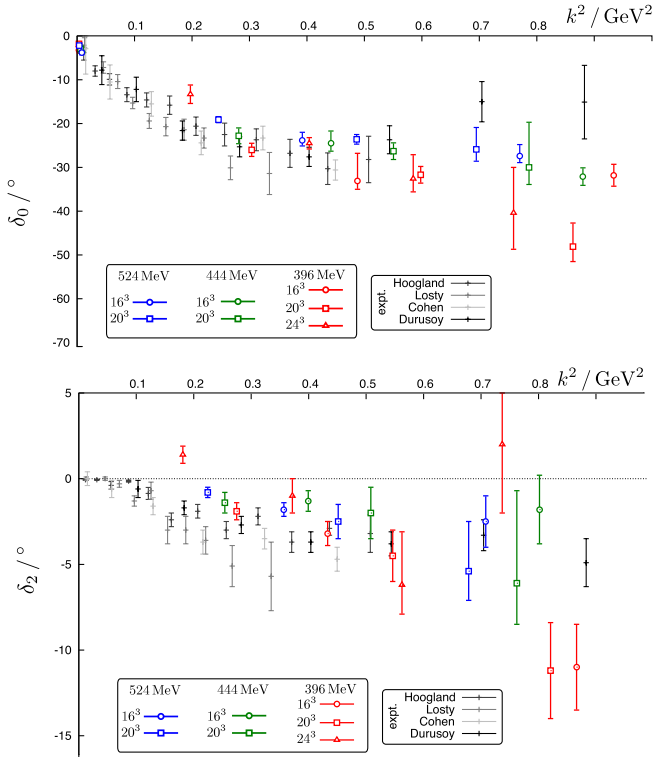 k² / GeV²
0.1 0.2 0.3 0.4 0.5 0.6 0.7 0.8
0
-10
-20
-30
-40
-50
-60
-70
δ₀ / °
524 MeV 444 MeV 396 MeV
16³ 16³ 16³
20³ 20³ 20³
24³
expt.
Hoogland
Losty
Cohen
Durusoy
k² / GeV²
0.1 0.2 0.3 0.4 0.5 0.6 0.7 0.8
5
0
-5
-10
-15
δ₂ / °
524 MeV 444 MeV 396 MeV
16³ 16³ 16³
20³ 20³ 20³
24³
expt.
Hoogland
Losty
Cohen
Durusoy